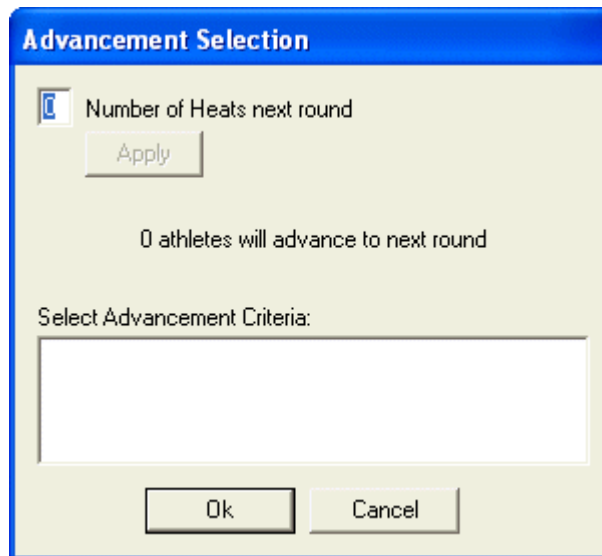 Advancement Selection
0 Number of Heats next round
Apply
0 athletes will advance to next round
Select Advancement Criteria:
Ok Cancel